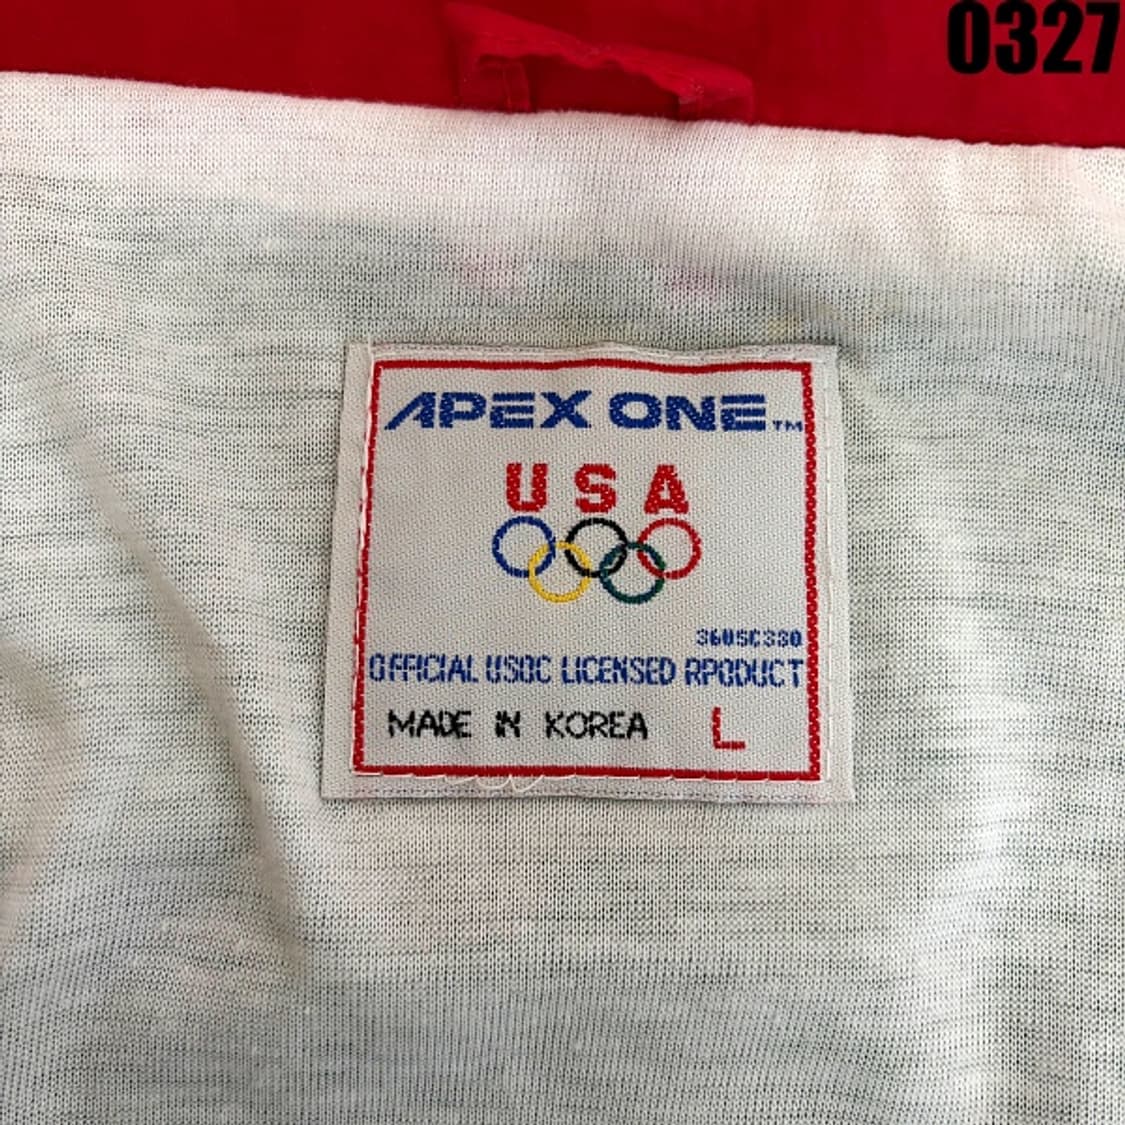 0327
APEX ONE™
USA
36USC380
OFFICIAL USOC LICENSED RPODUCT
MADE IN KOREA L